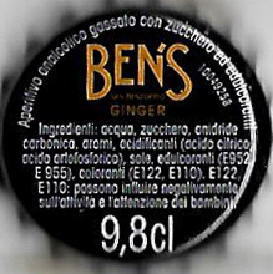 Aperitivo analcolico gassato con zucchero ed edulcoranti
10049258
BEN'S
GINGER
Ingredienti: acqua, zucchero, anidride
carbonica, aromi, acidificanti (acido citrico,
acido ortofosforico), sale, edulcoranti (E952,
E 955), coloranti (E122, E110). E122,
E110: possono influire negativamente
sull'attività e l'attenzione dei bambini.
9,8cl